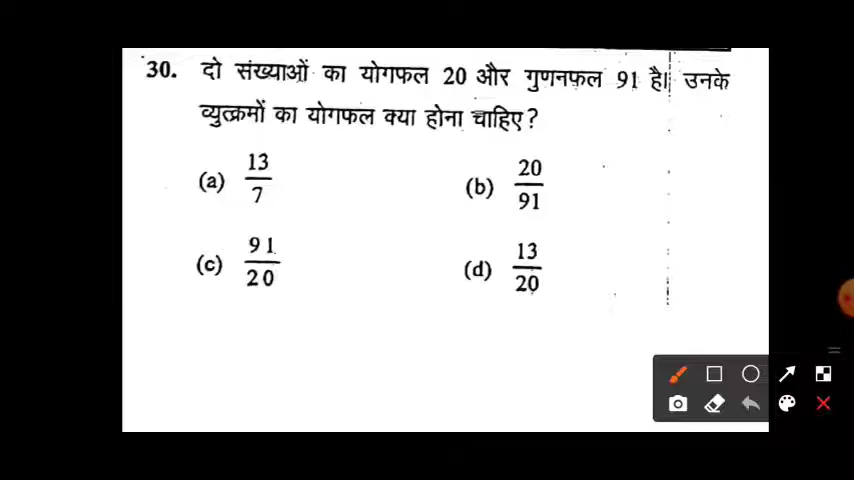 30. दो संख्याओं का योगफल 20 और गुणनफल 91 है। उनके
व्युत्क्रमों का योगफल क्या होना चाहिए?
(a) 13/7 (b) 20/91
(c) 91/20 (d) 13/20